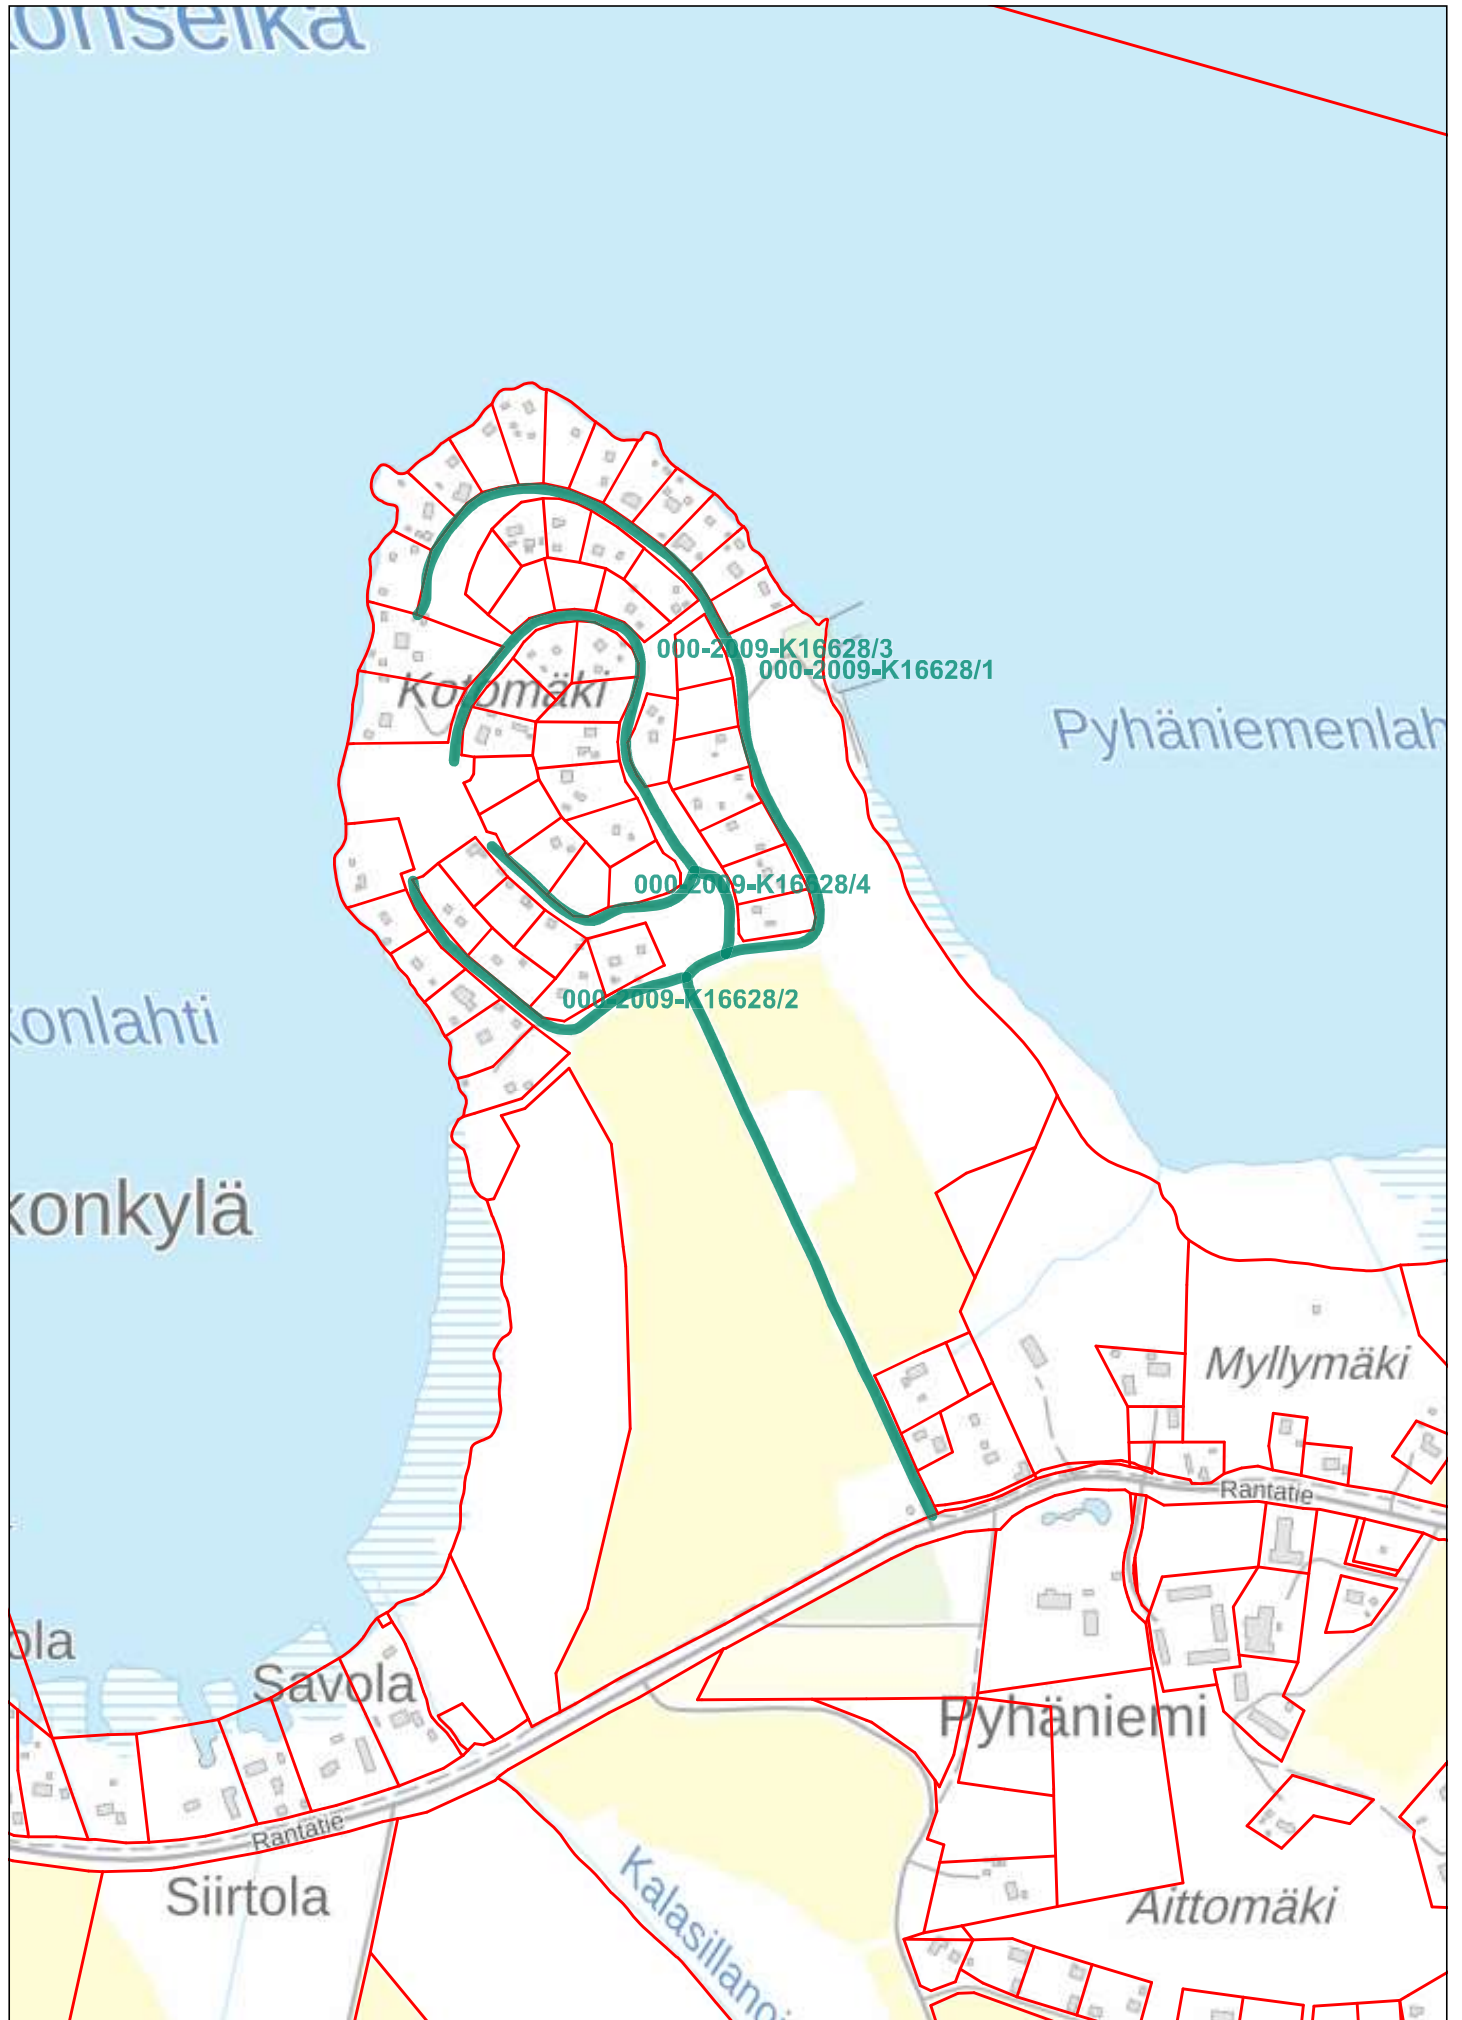 onselkä
000-2009-K16628/3
000-2009-K16628/1
Kotomäki
Pyhäniemenlah
000-2009-K16628/4
000-2009-K16628/2
konlahti
konkylä
Myllymäki
Rantatie
ola
Savola
Pyhäniemi
Rantatie
Siirtola
Kalasillanoj
Aittomäki